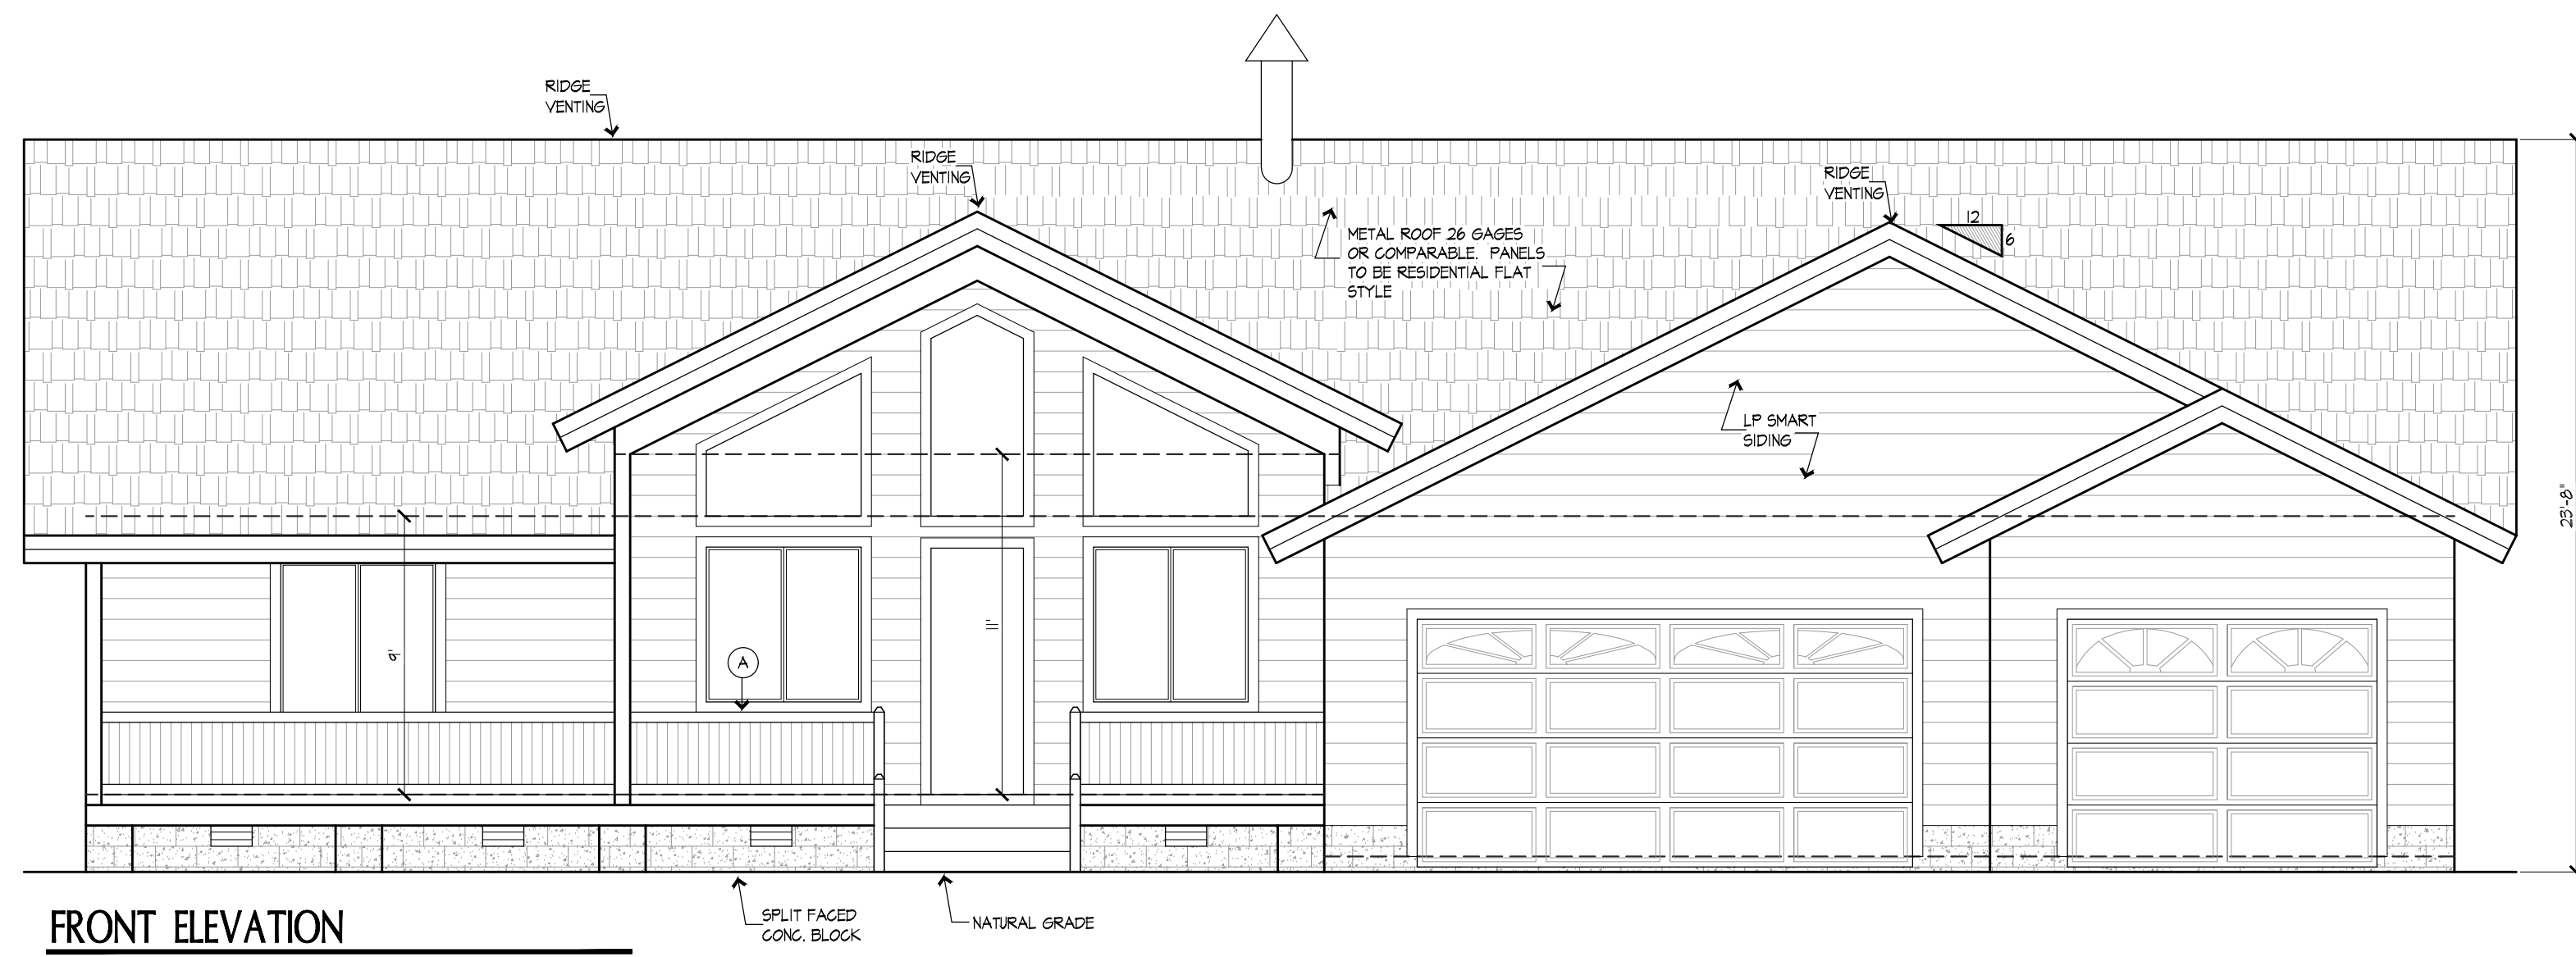 RIDGE
VENTING
RIDGE
VENTING
RIDGE
VENTING
12
6
METAL ROOF 26 GAGES
OR COMPARABLE. PANELS
TO BE RESIDENTIAL FLAT
STYLE
LP SMART
SIDING
23'-8"
11'
9'
A
SPLIT FACED
CONC. BLOCK
NATURAL GRADE
FRONT ELEVATION